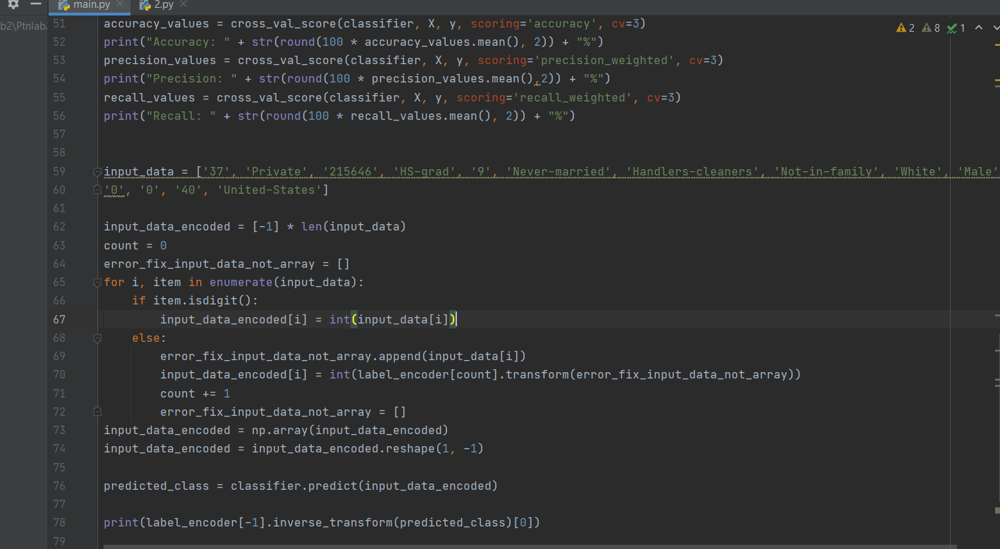 main.py 2.py
b2\Ptnlab2
2 8 1
51 accuracy_values = cross_val_score(classifier, X, y, scoring='accuracy', cv=3)
52 print("Accuracy: " + str(round(100 * accuracy_values.mean(), 2)) + "%")
53 precision_values = cross_val_score(classifier, X, y, scoring='precision_weighted', cv=3)
54 print("Precision: " + str(round(100 * precision_values.mean(),2)) + "%")
55 recall_values = cross_val_score(classifier, X, y, scoring='recall_weighted', cv=3)
56 print("Recall: " + str(round(100 * recall_values.mean(), 2)) + "%")
57
58
59 input_data = ['37', 'Private', '215646', 'HS-grad', '9', 'Never-married', 'Handlers-cleaners', 'Not-in-family', 'White', 'Male'
60 '0', '0', '40', 'United-States']
61
62 input_data_encoded = [-1] * len(input_data)
63 count = 0
64 error_fix_input_data_not_array = []
65 for i, item in enumerate(input_data):
66 if item.isdigit():
67 input_data_encoded[i] = int(input_data[i])
68 else:
69 error_fix_input_data_not_array.append(input_data[i])
70 input_data_encoded[i] = int(label_encoder[count].transform(error_fix_input_data_not_array))
71 count += 1
72 error_fix_input_data_not_array = []
73 input_data_encoded = np.array(input_data_encoded)
74 input_data_encoded = input_data_encoded.reshape(1, -1)
75
76 predicted_class = classifier.predict(input_data_encoded)
77
78 print(label_encoder[-1].inverse_transform(predicted_class)[0])
79